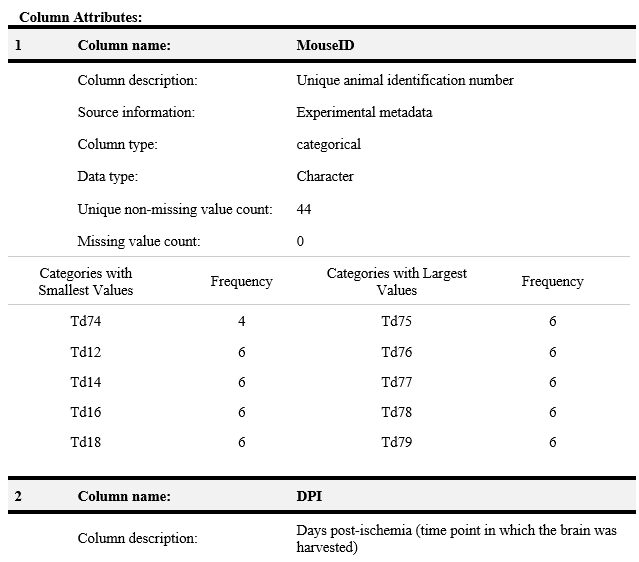 Column Attributes:
1 Column name: MouseID
Column description: Unique animal identification number
Source information: Experimental metadata
Column type: categorical
Data type: Character
Unique non-missing value count: 44
Missing value count: 0
Categories with Smallest Values Frequency Categories with Largest Values Frequency
Td74 4 Td75 6
Td12 6 Td76 6
Td14 6 Td77 6
Td16 6 Td78 6
Td18 6 Td79 6
2 Column name: DPI
Column description: Days post-ischemia (time point in which the brain was
harvested)